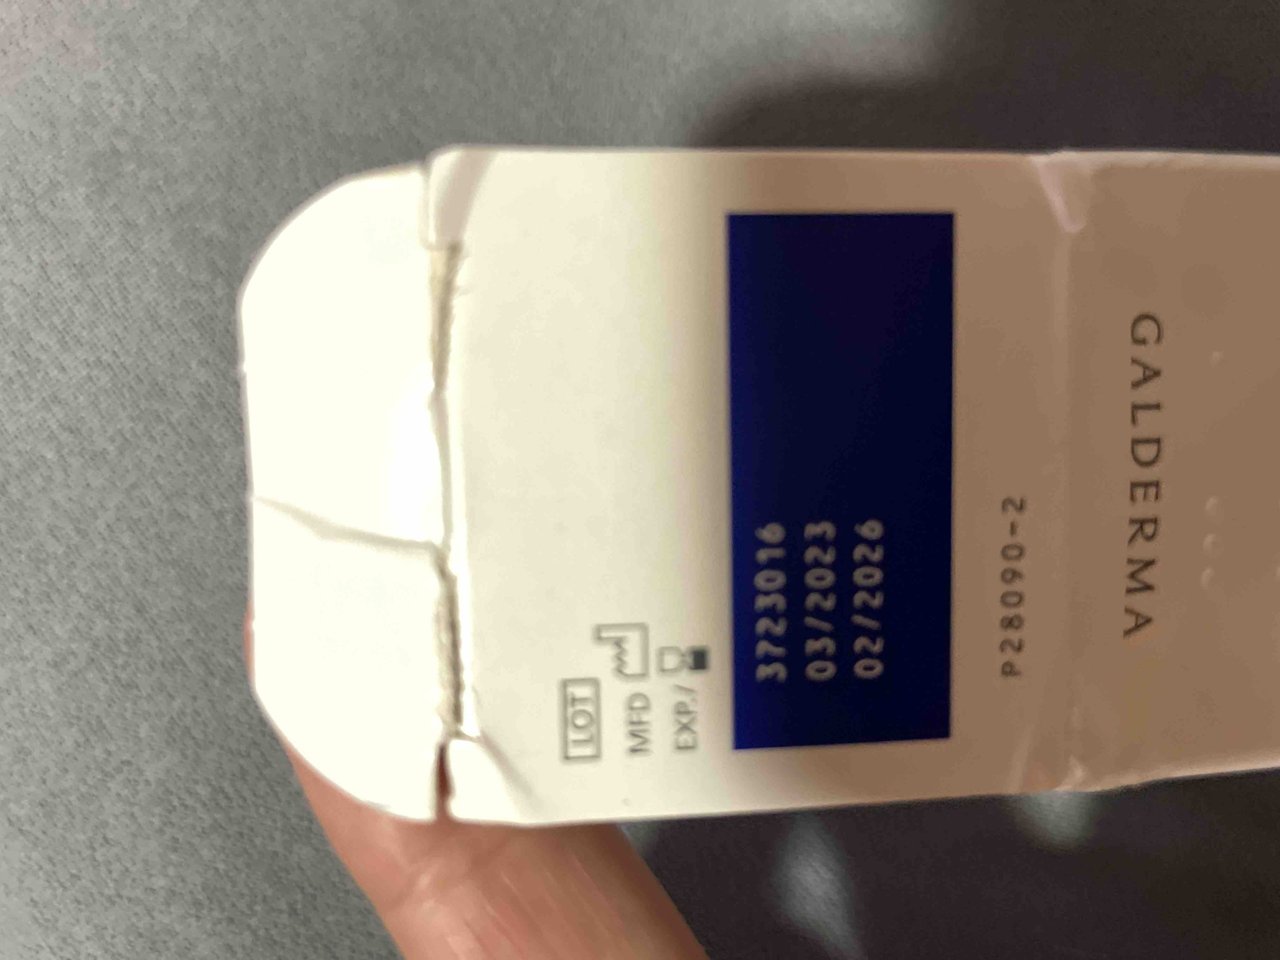 LOT
MFD
EXP./
3723016
03/2023
02/2026
P28090-2
GALDERMA